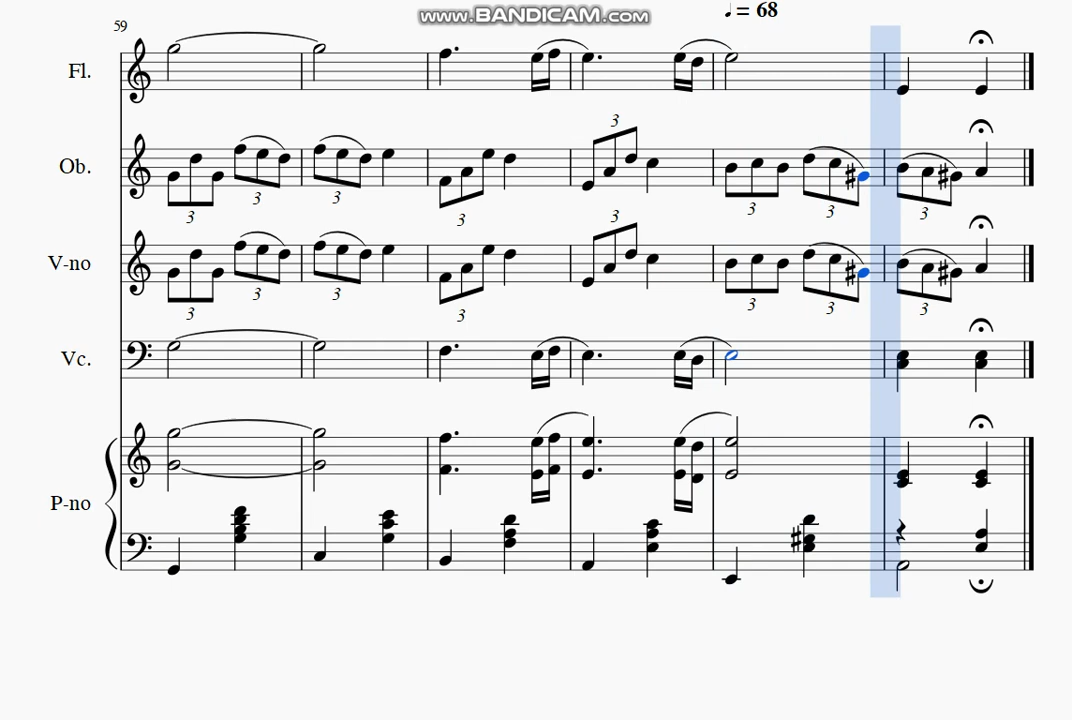 www.BANDICAM.com
♩= 68
59
Fl.
Ob.
3 3 3 3 3 3 3 3
V-no
3 3 3 3 3 3 3 3
Vc.
P-no